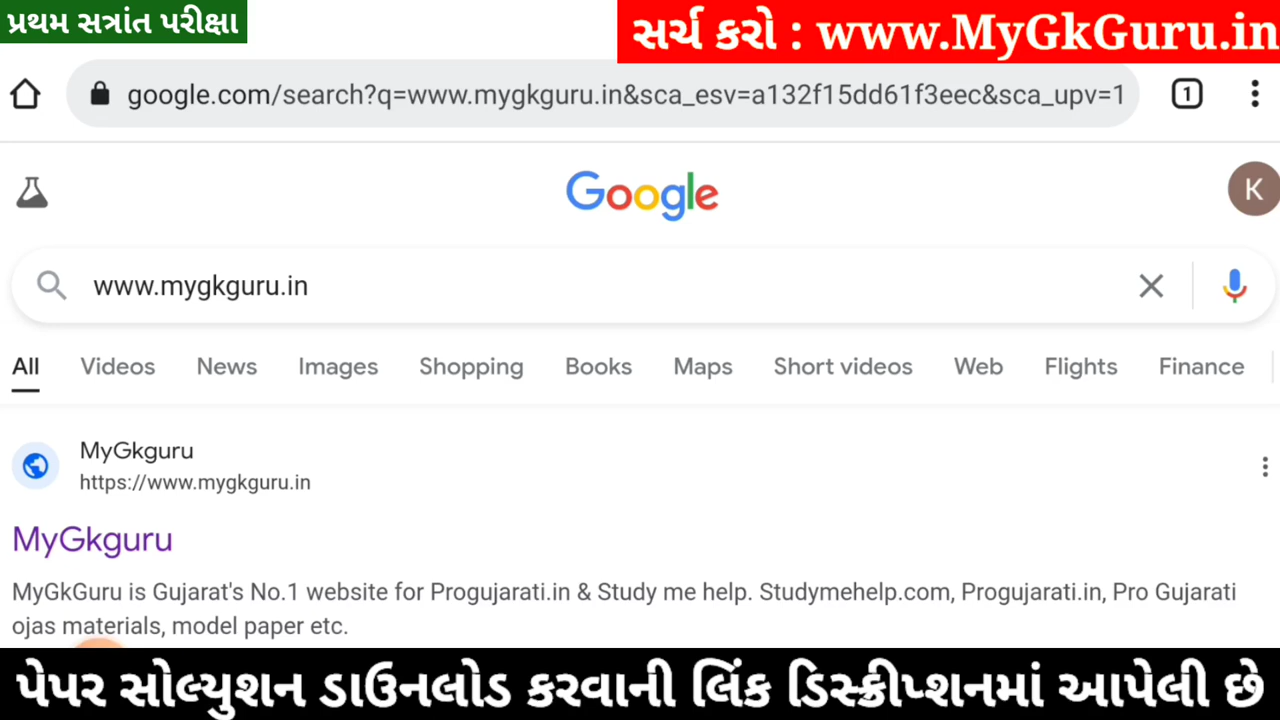 પ્રથમ સત્રાંત પરીક્ષા
સર્ચ કરો : www.MyGkGuru.in
google.com/search?q=www.mygkguru.in&sca_esv=a132f15dd61f3eec&sca_upv=1
1
Google
K
www.mygkguru.in
All Videos News Images Shopping Books Maps Short videos Web Flights Finance
MyGkguru
https://www.mygkguru.in
MyGkguru
MyGkGuru is Gujarat's No.1 website for Progujarati.in & Study me help. Studymehelp.com, Progujarati.in, Pro Gujarati
ojas materials, model paper etc.
પેપર સોલ્યુશન ડાઉનલોડ કરવાની લિંક ડિસ્ક્રીપ્શનમાં આપેલી છે